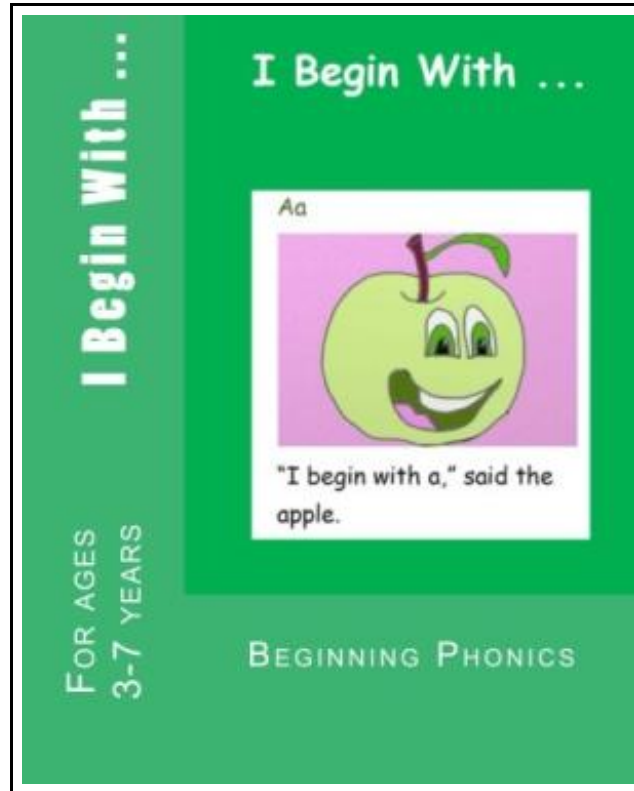 I Begin With ...
FOR AGES
3-7 YEARS
I Begin With ...
Aa
"I begin with a," said the
apple.
BEGINNING PHONICS